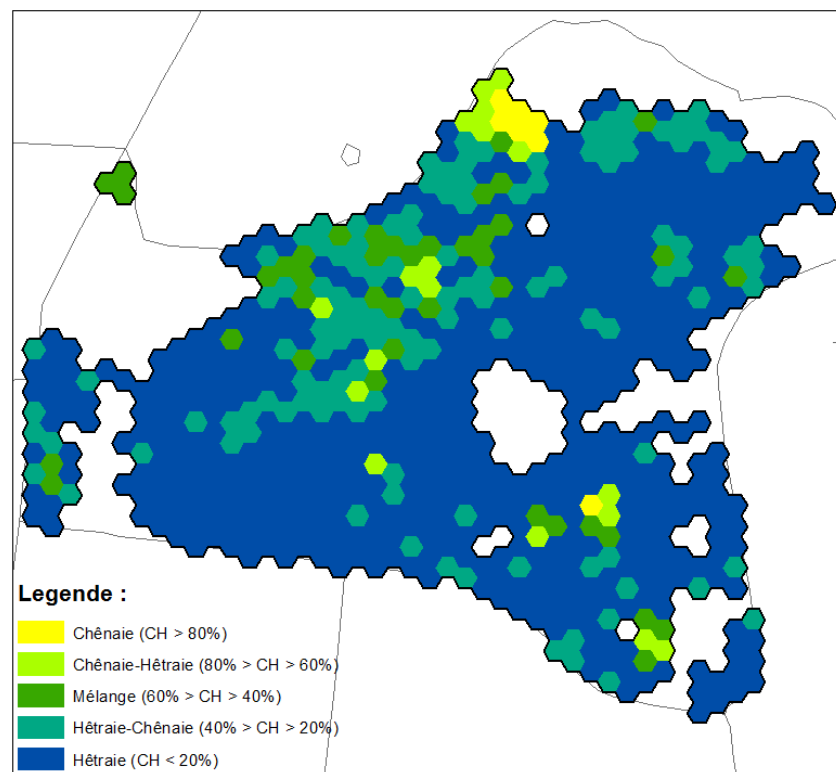 Legende :
Chênaie (CH > 80%)
Chênaie-Hêtraie (80% > CH > 60%)
Mélange (60% > CH > 40%)
Hêtraie-Chênaie (40% > CH > 20%)
Hêtraie (CH < 20%)